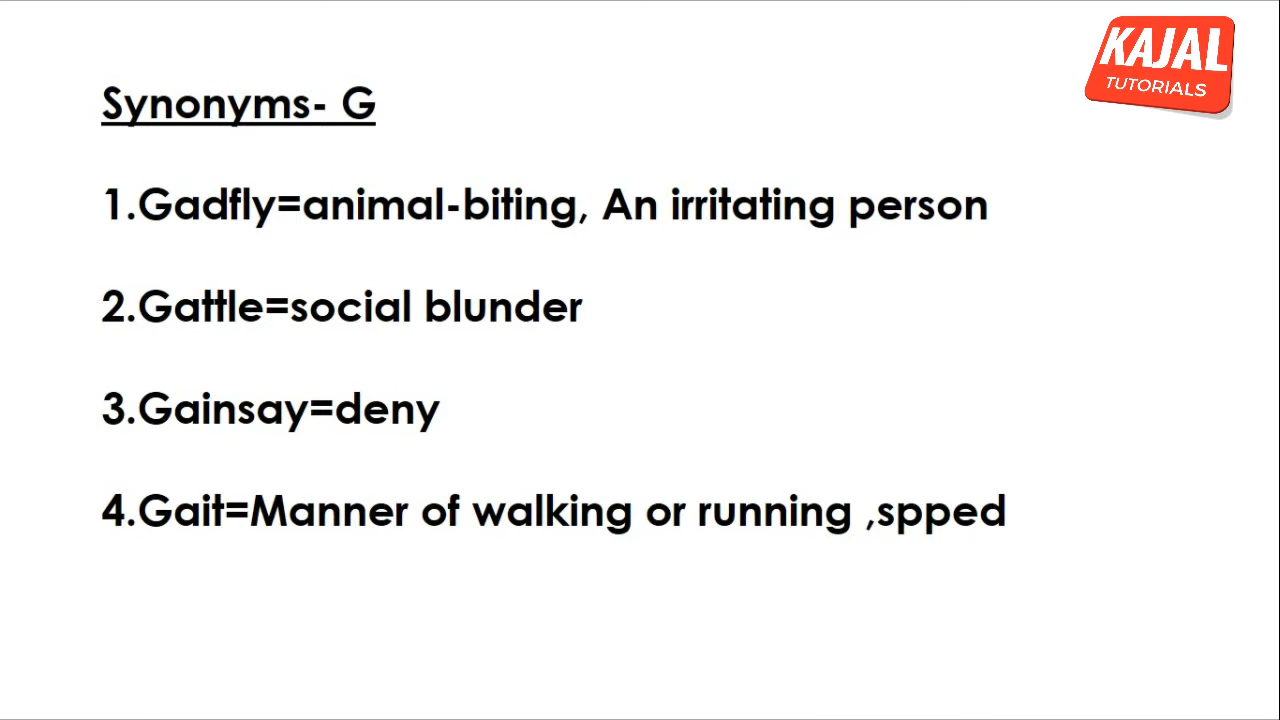 KAJAL
TUTORIALS
Synonyms- G
1.Gadfly=animal-biting, An irritating person
2.Gattle=social blunder
3.Gainsay=deny
4.Gait=Manner of walking or running ,spped